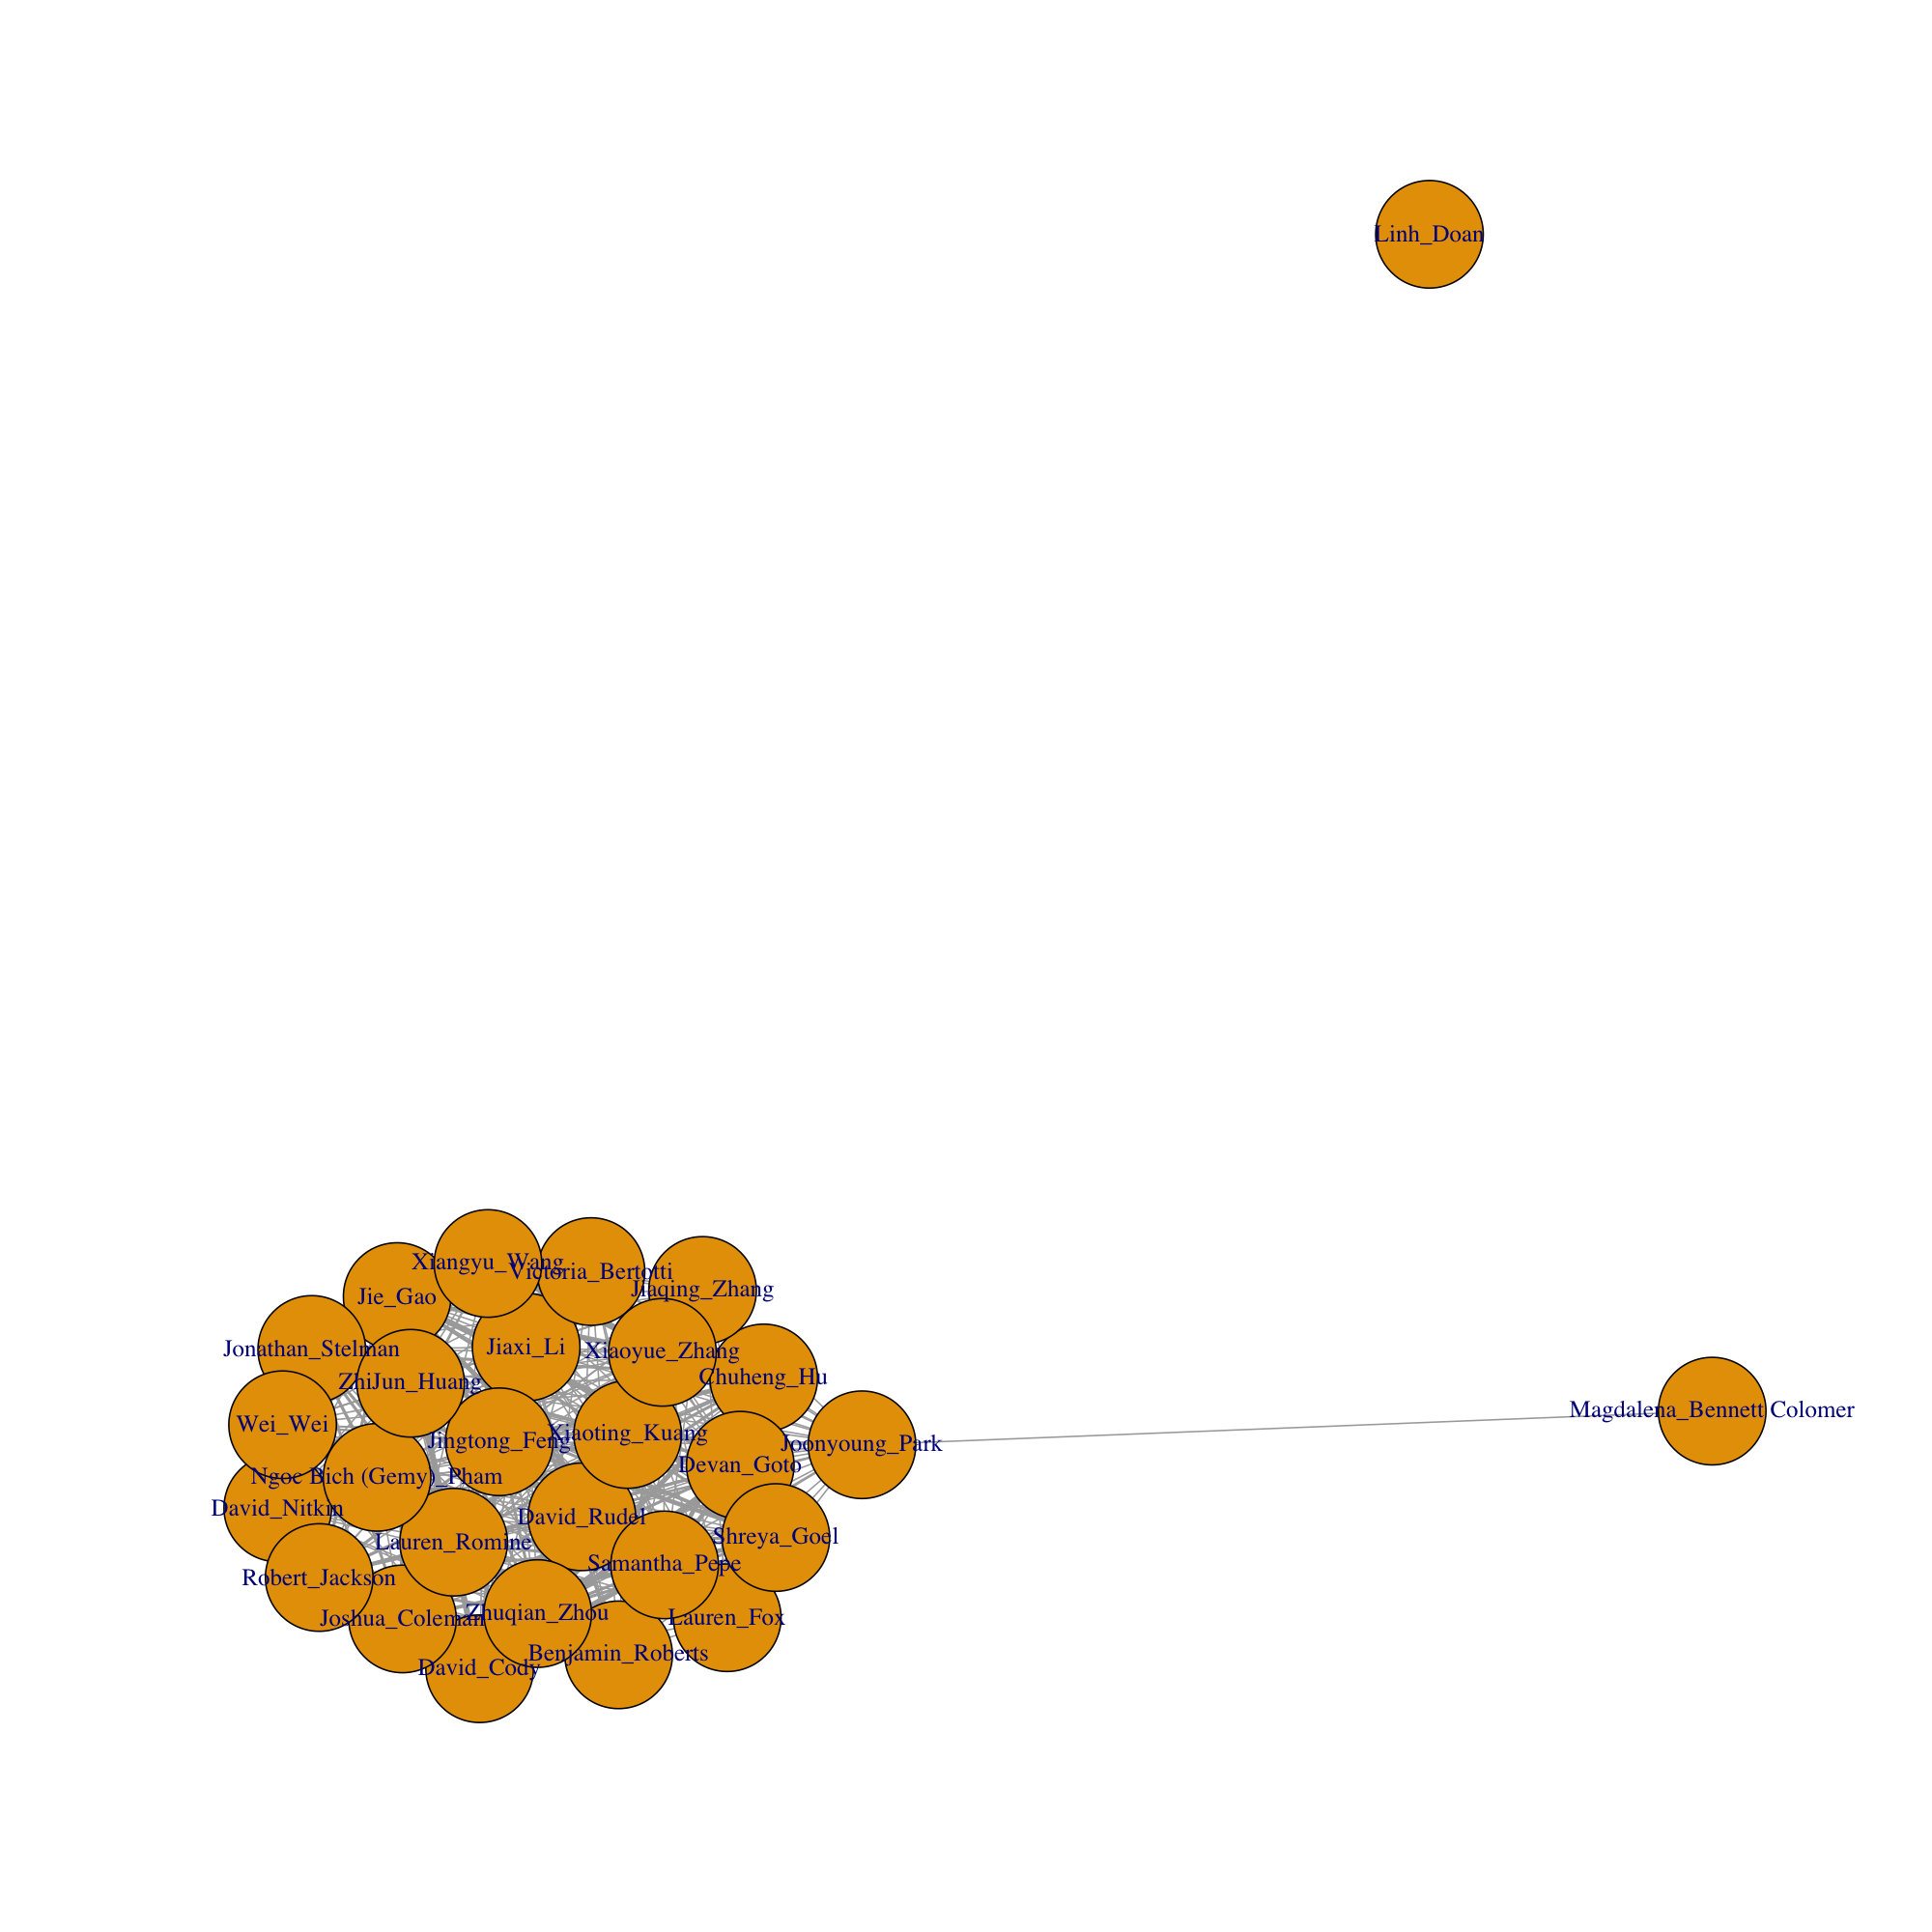 Linh_Doan
Xiangyu_Wang
Victoria_Bertotti
Jiaqing_Zhang
Jie_Gao
Jonathan_Stelman
Jiaxi_Li
Xiaoyue_Zhang
Chuheng_Hu
ZhiJun_Huang
Magdalena_Bennett Colomer
Wei_Wei
Xiaoting_Kuang
Jingtong_Feng
Joonyoung_Park
Devan_Goto
Ngoc Bich (Gemy)_Pham
David_Nitkin
David_Rudel
Shreya_Goel
Lauren_Romine
Samantha_Pepe
Robert_Jackson
Zhuqian_Zhou
Joshua_Coleman
Lauren_Fox
Benjamin_Roberts
David_Cody